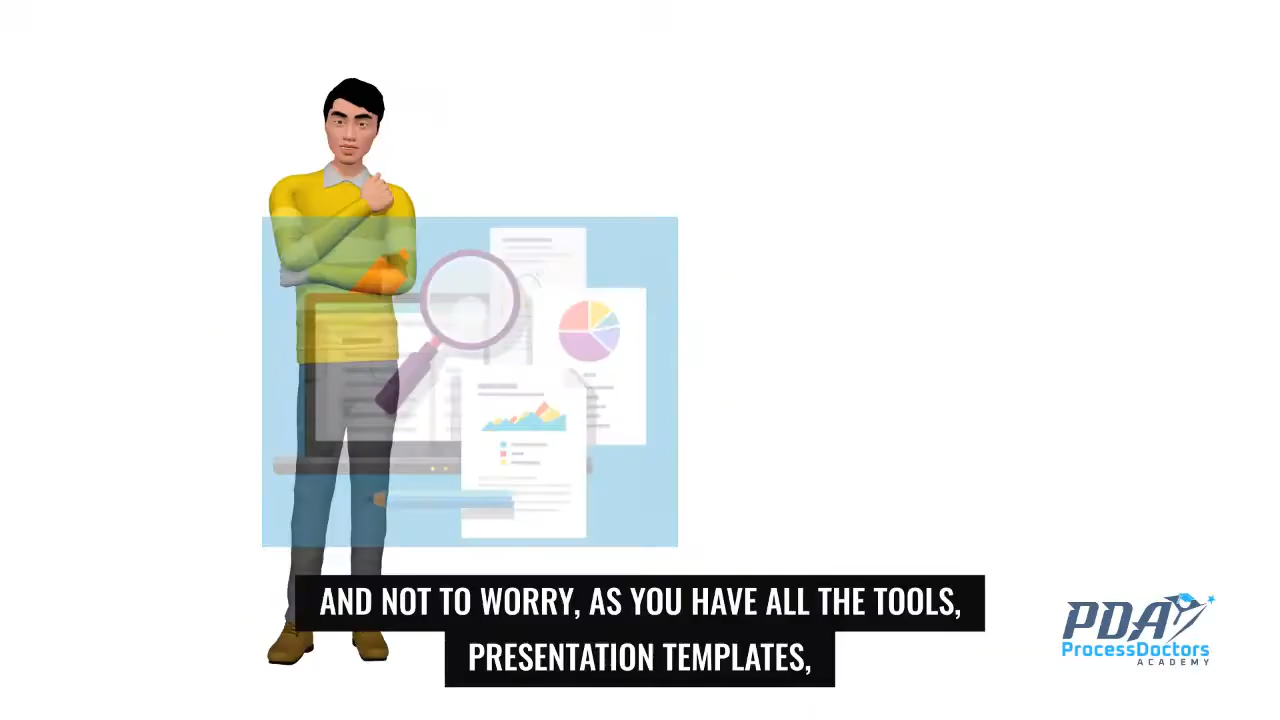 AND NOT TO WORRY, AS YOU HAVE ALL THE TOOLS,
PRESENTATION TEMPLATES,
PDA
ProcessDoctors
ACADEMY